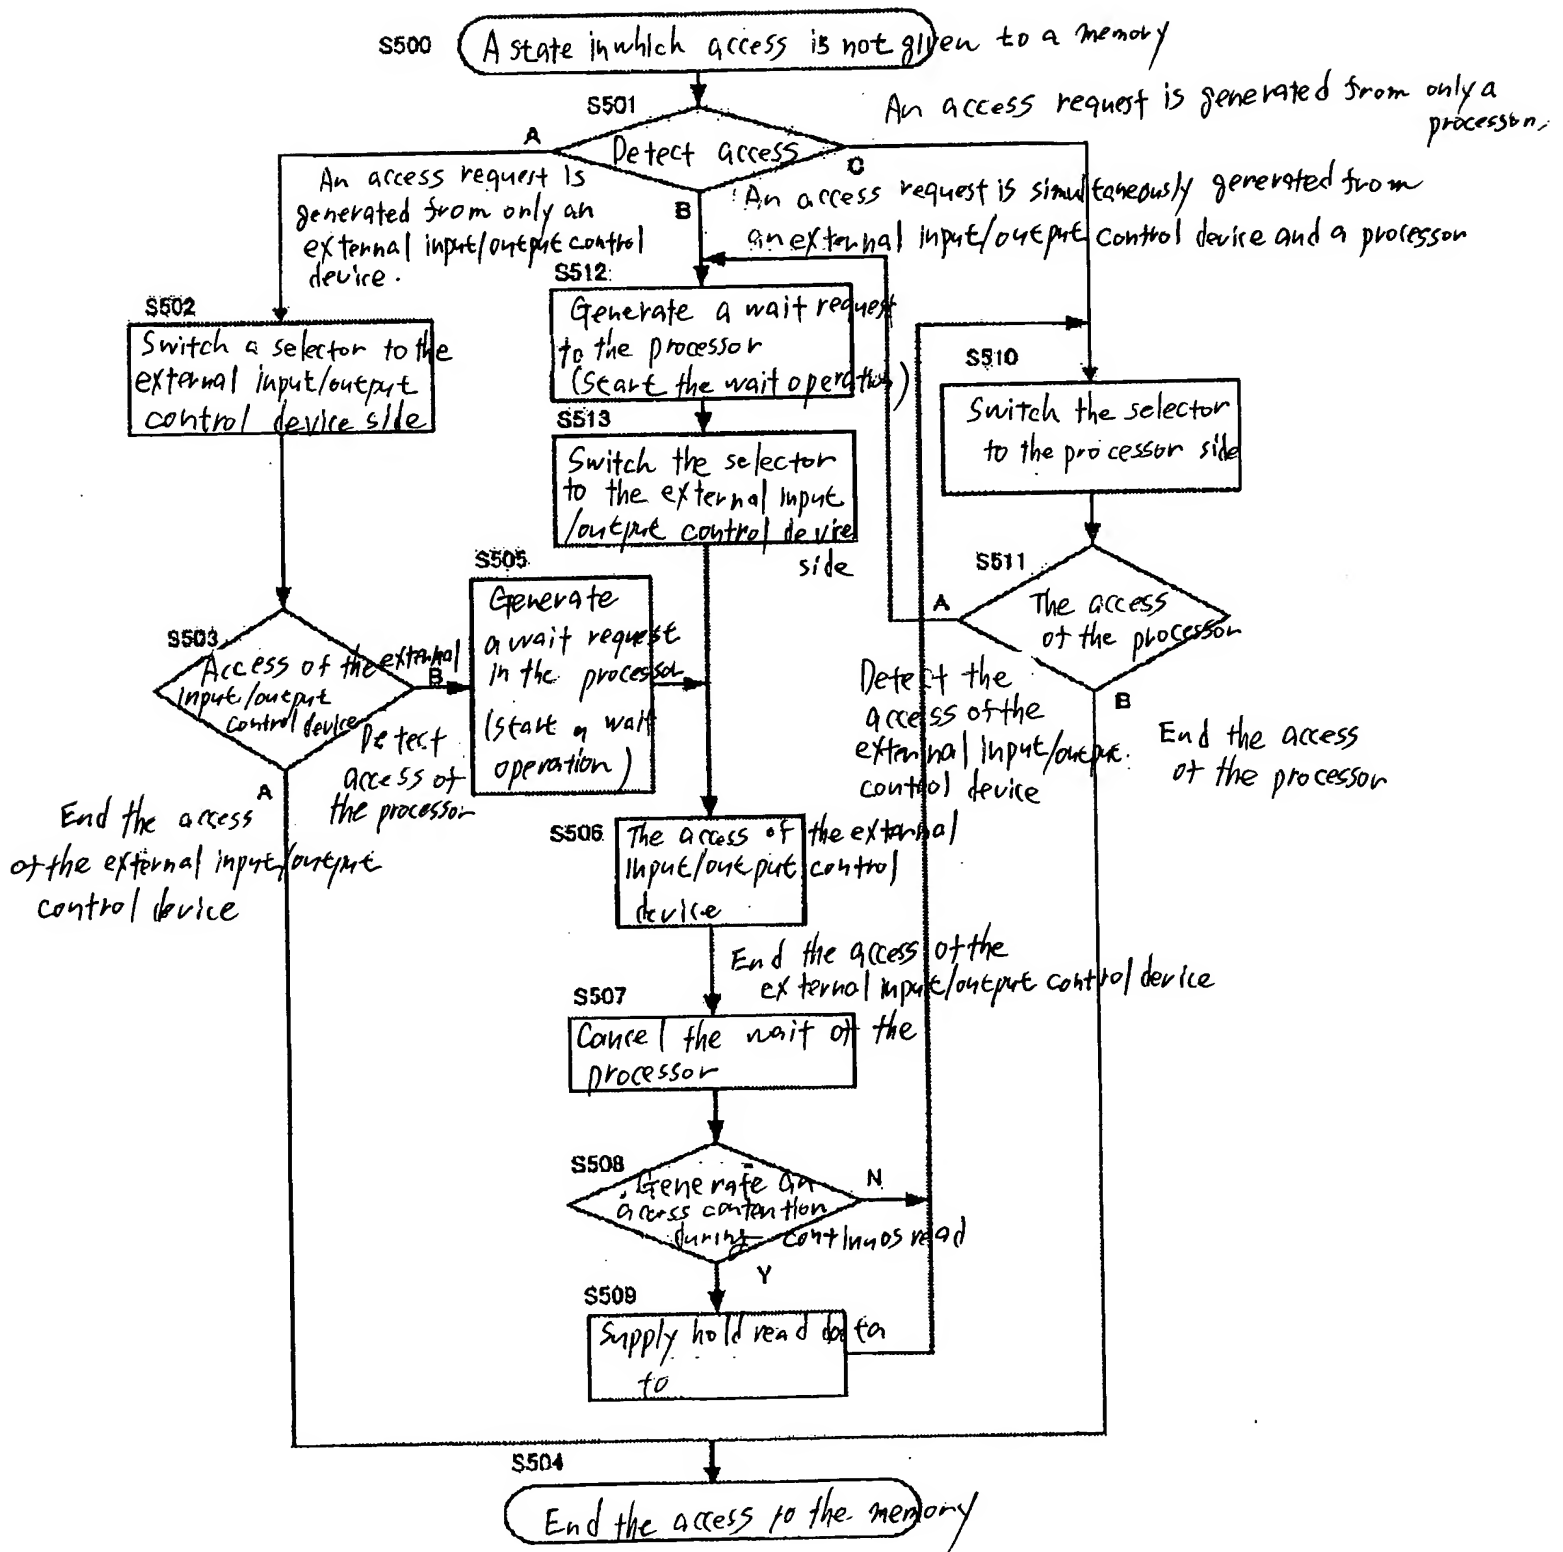 S500 A state in which access is not given to a memory
S501
Detect access
A
B
C
An access request is generated from only a
processor.
An access request is
generated from only an
external input/output control
device.
An access request is simultaneously generated from
an external input/output control device and a processor
S502
Switch a selector to the
external input/output
control device side
S512
Generate a wait request
to the processor
(Start the wait operation)
S513
Switch the selector
to the external input
/output control device
side
S510
Switch the selector
to the processor side
S511
The access
of the processor
A
B
Detect the
access of the
external input/output
control device
End the access
of the processor
S503
Access of the external
input/output
control device
B
A
Detect
access of
the processor
End the access
of the external input/output
control device
S505
Generate
a wait request
in the processor
(start a wait
operation)
S506
The access of the external
input/output control
device
End the access of the
external input/output control device
S507
Cancel the wait of the
processor
S508
Generate an
access contention
during continuos read
N
Y
S509
Supply hold read data
to
S504
End the access to the memory